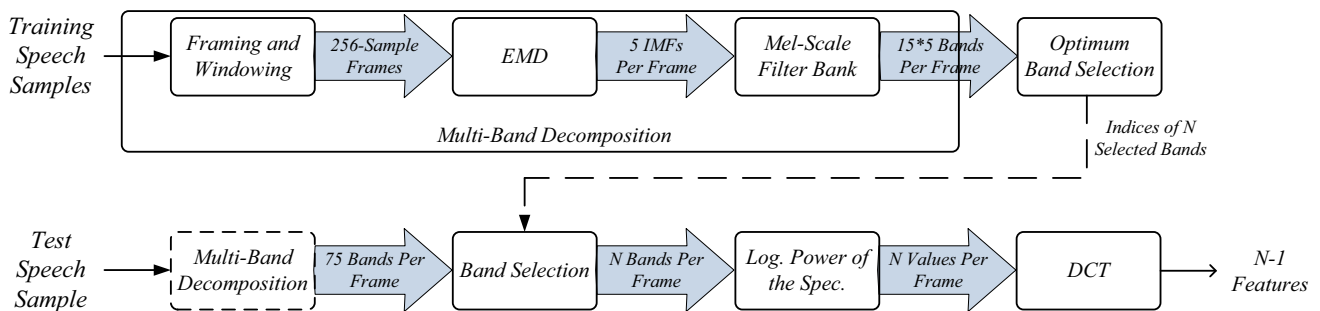 Training
Speech
Samples
Framing and
Windowing
256-Sample
Frames
EMD
5 IMFs
Per Frame
Mel-Scale
Filter Bank
15*5 Bands
Per Frame
Optimum
Band Selection
Multi-Band Decomposition
Indices of N
Selected Bands
Test
Speech
Sample
Multi-Band
Decomposition
75 Bands Per
Frame
Band Selection
N Bands Per
Frame
Log. Power of
the Spec.
N Values Per
Frame
DCT
N-1
Features